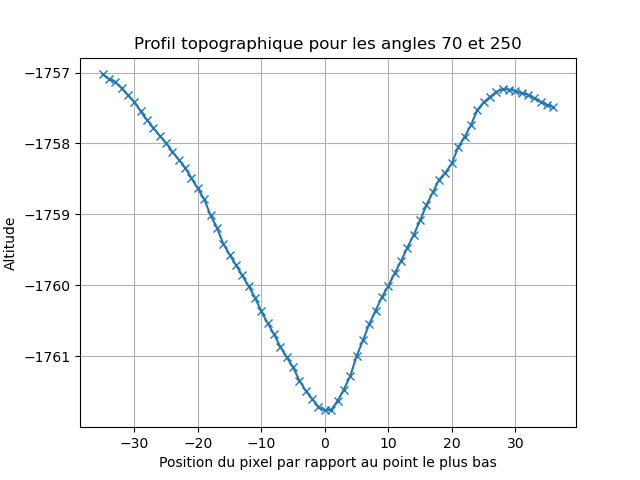 Profil topographique pour les angles 70 et 250
−1757
−1758
−1759
−1760
−1761
Altitude
−30 −20 −10 0 10 20 30
Position du pixel par rapport au point le plus bas